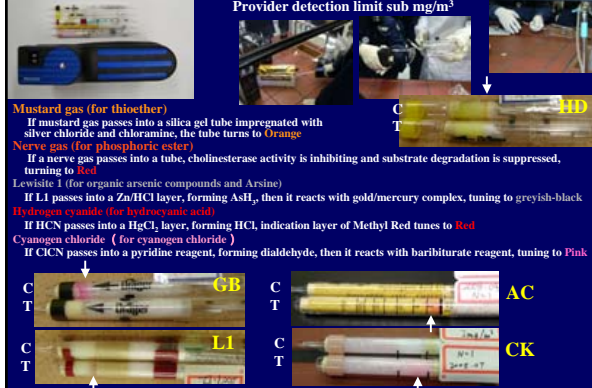 Provider detection limit sub mg/m³
C
T
HD
Mustard gas (for thioether)
If mustard gas passes into a silica gel tube impregnated with
silver chloride and chloramine, the tube turns to Orange
Nerve gas (for phosphoric ester)
If a nerve gas passes into a tube, cholinesterase activity is inhibiting and substrate degradation is suppressed,
turning to Red
Lewisite 1 (for organic arsenic compounds and Arsine)
If L1 passes into a Zn/HCl layer, forming AsH₃, then it reacts with gold/mercury complex, tuning to greyish-black
Hydrogen cyanide (for hydrocyanic acid)
If HCN passes into a HgCl₂ layer, forming HCl, indication layer of Methyl Red tunes to Red
Cyanogen chloride ( for cyanogen chloride )
If ClCN passes into a pyridine reagent, forming dialdehyde, then it reacts with baribiturate reagent, tuning to Pink
C
T
GB
C
T
AC
C
T
L1
C
T
CK